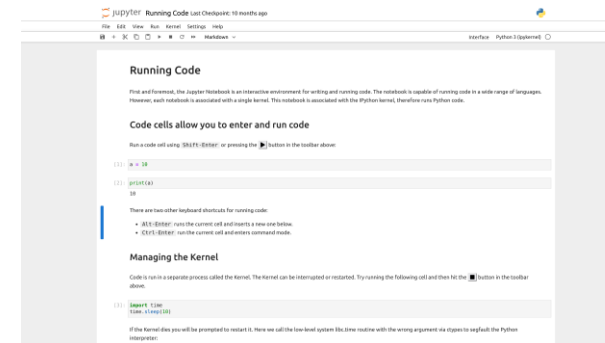 jupyter Running Code Last Checkpoint: 10 months ago
File Edit View Run Kernel Settings Help
Markdown
Interface Python 3 (ipykernel)
Running Code
First and foremost, the Jupyter Notebook is an interactive environment for writing and running code. The notebook is capable of running code in a wide range of languages.
However, each notebook is associated with a single kernel. This notebook is associated with the IPython kernel, therefore runs Python code.
Code cells allow you to enter and run code
Run a code cell using Shift-Enter or pressing the button in the toolbar above:
a = 10
print(a)
10
There are two other keyboard shortcuts for running code:
• Alt-Enter runs the current cell and inserts a new one below.
• Ctrl-Enter run the current cell and enters command mode.
Managing the Kernel
Code is run in a separate process called the Kernel. The Kernel can be interrupted or restarted. Try running the following cell and then hit the button in the toolbar
above.
import time
time.sleep(10)
If the Kernel dies you will be prompted to restart it. Here we call the low-level system libc.time routine with the wrong argument via ctypes to segfault the Python
interpreter: